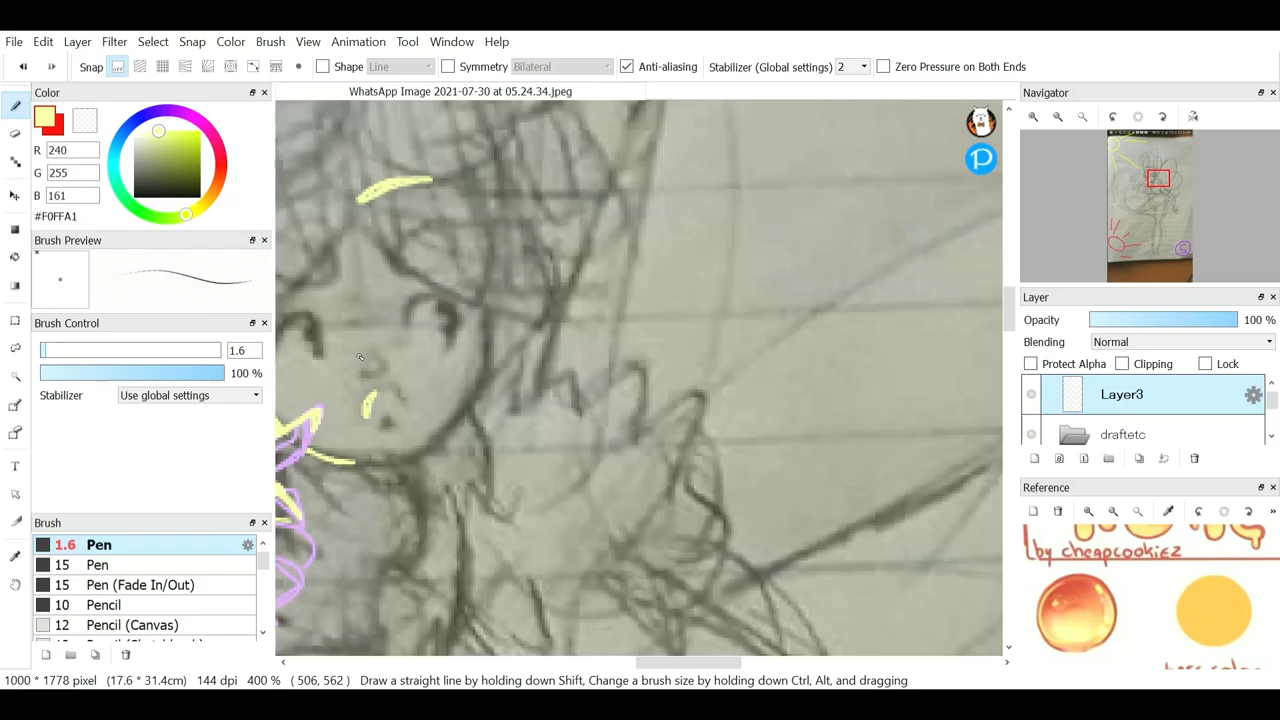 File Edit Layer Filter Select Snap Color Brush View Animation Tool Window Help
Snap Shape Line Symmetry Bilateral Anti-aliasing Stabilizer (Global settings) 2 Zero Pressure on Both Ends
Color
R 240
G 255
B 161
#F0FFA1
Brush Preview
Brush Control
1.6
100 %
Stabilizer Use global settings
Brush
1.6 Pen
15 Pen
15 Pen (Fade In/Out)
10 Pencil
12 Pencil (Canvas)
WhatsApp Image 2021-07-30 at 05.24.34.jpeg
Navigator
Layer
Opacity 100 %
Blending Normal
Protect Alpha Clipping Lock
Layer3
draftetc
Reference
by cheapcookiez
1000 * 1778 pixel (17.6 * 31.4cm) 144 dpi 400 % ( 506, 562 ) Draw a straight line by holding down Shift, Change a brush size by holding down Ctrl, Alt, and dragging